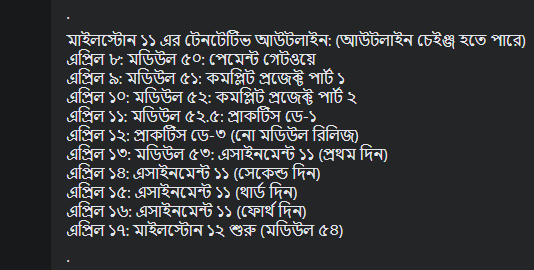 .
মাইলস্টোন ১১ এর টেনটেটিভ আউটলাইন: (আউটলাইন চেইঞ্জ হতে পারে)
এপ্রিল ৮: মডিউল ৫০: পেমেন্ট গেটওয়ে
এপ্রিল ৯: মডিউল ৫১: কমপ্লিট প্রজেক্ট পার্ট ১
এপ্রিল ১০: মডিউল ৫২: কমপ্লিট প্রজেক্ট পার্ট ২
এপ্রিল ১১: মডিউল ৫২.৫: প্রাকটিস ডে-১
এপ্রিল ১২: প্রাকটিস ডে-৩ (নো মডিউল রিলিজ)
এপ্রিল ১৩: মডিউল ৫৩: এসাইনমেন্ট ১১ (প্রথম দিন)
এপ্রিল ১৪: এসাইনমেন্ট ১১ (সেকেন্ড দিন)
এপ্রিল ১৫: এসাইনমেন্ট ১১ (থার্ড দিন)
এপ্রিল ১৬: এসাইনমেন্ট ১১ (ফোর্থ দিন)
এপ্রিল ১৭: মাইলস্টোন ১২ শুরু (মডিউল ৫৪)
.